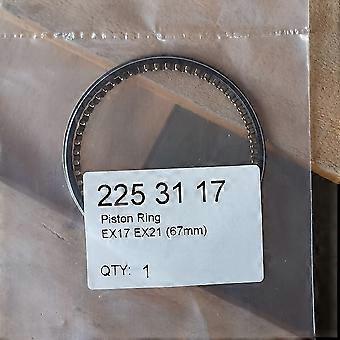 225 31 17
Piston Ring
EX17 EX21 (67mm)
QTY: 1